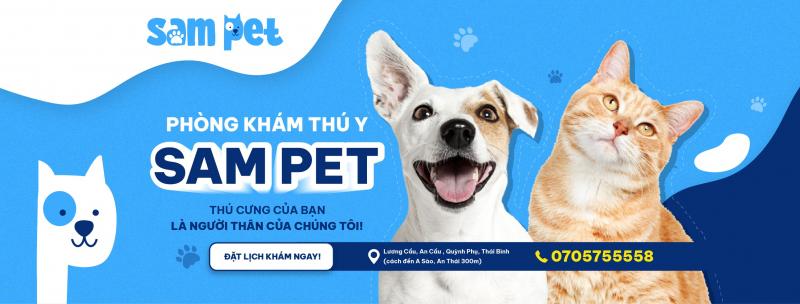 sam pet
PHÒNG KHÁM THÚ Y
SAM PET
THÚ CƯNG CỦA BẠN
LÀ NGƯỜI THÂN CỦA CHÚNG TÔI!!
ĐẶT LỊCH KHÁM NGAY!
Lương Cầu, An Cầu , Quỳnh Phụ, Thái Bình
(cách đền A Sào, An Thái 300m)
0705755558